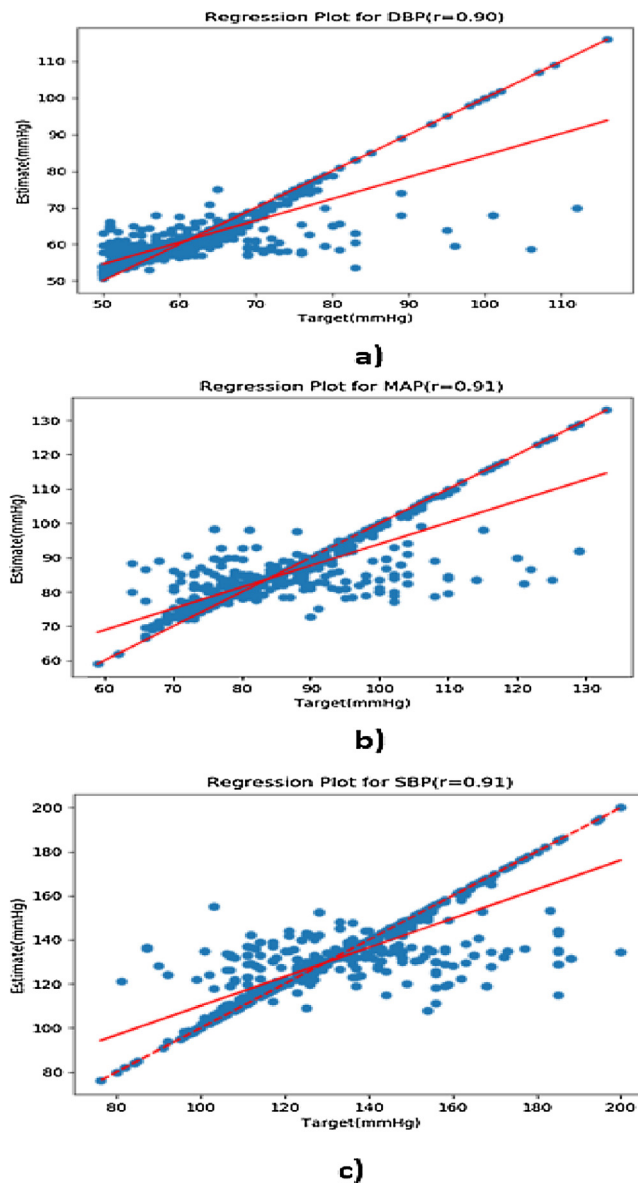 Regression Plot for DBP(r=0.90)
110
100
90
80
70
60
50
Estimate(mmHg)
50 60 70 80 90 100 110
Target(mmHg)
a)
Regression Plot for MAP(r=0.91)
130
120
110
100
90
80
70
60
Estimate(mmHg)
60 70 80 90 100 110 120 130
Target(mmHg)
b)
Regression Plot for SBP(r=0.91)
200
180
160
140
120
100
80
Estimate(mmHg)
80 100 120 140 160 180 200
Target(mmHg)
c)